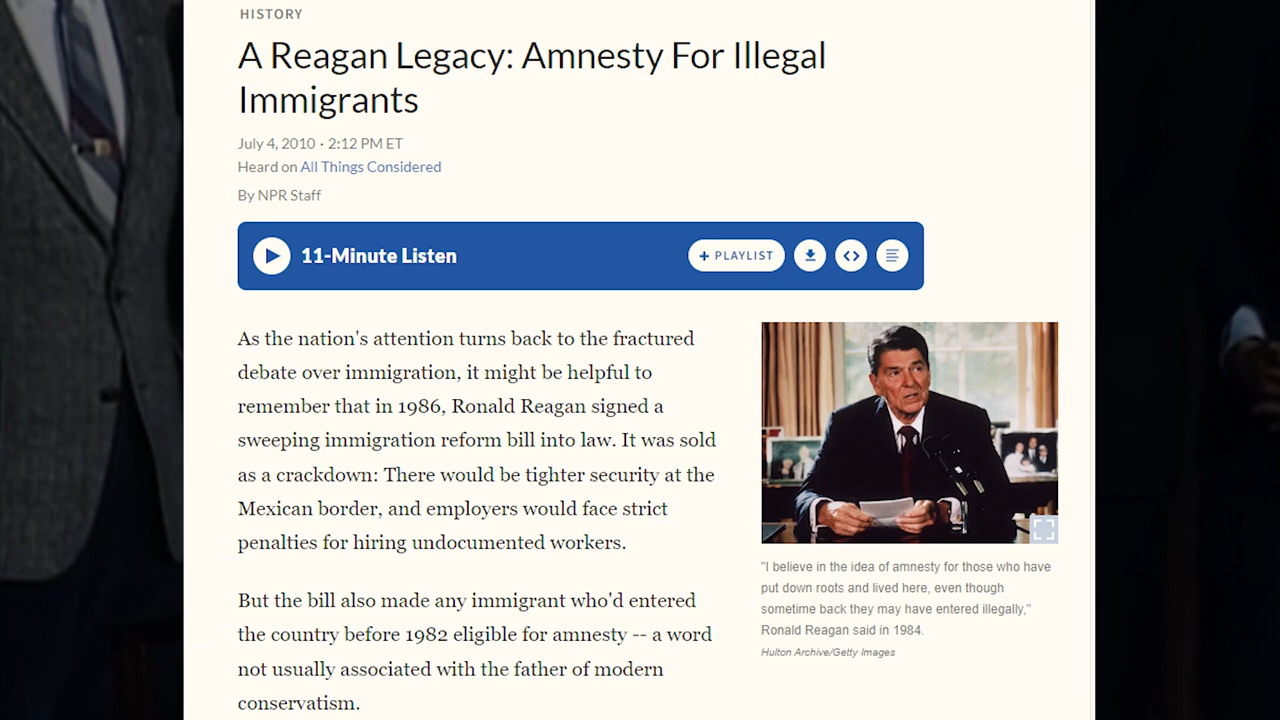 HISTORY
A Reagan Legacy: Amnesty For Illegal
Immigrants
July 4, 2010 · 2:12 PM ET
Heard on All Things Considered
By NPR Staff
11-Minute Listen
+ PLAYLIST
As the nation's attention turns back to the fractured
debate over immigration, it might be helpful to
remember that in 1986, Ronald Reagan signed a
sweeping immigration reform bill into law. It was sold
as a crackdown: There would be tighter security at the
Mexican border, and employers would face strict
penalties for hiring undocumented workers.
But the bill also made any immigrant who'd entered
the country before 1982 eligible for amnesty -- a word
not usually associated with the father of modern
conservatism.
"I believe in the idea of amnesty for those who have
put down roots and lived here, even though
sometime back they may have entered illegally,"
Ronald Reagan said in 1984.
Hulton Archive/Getty Images